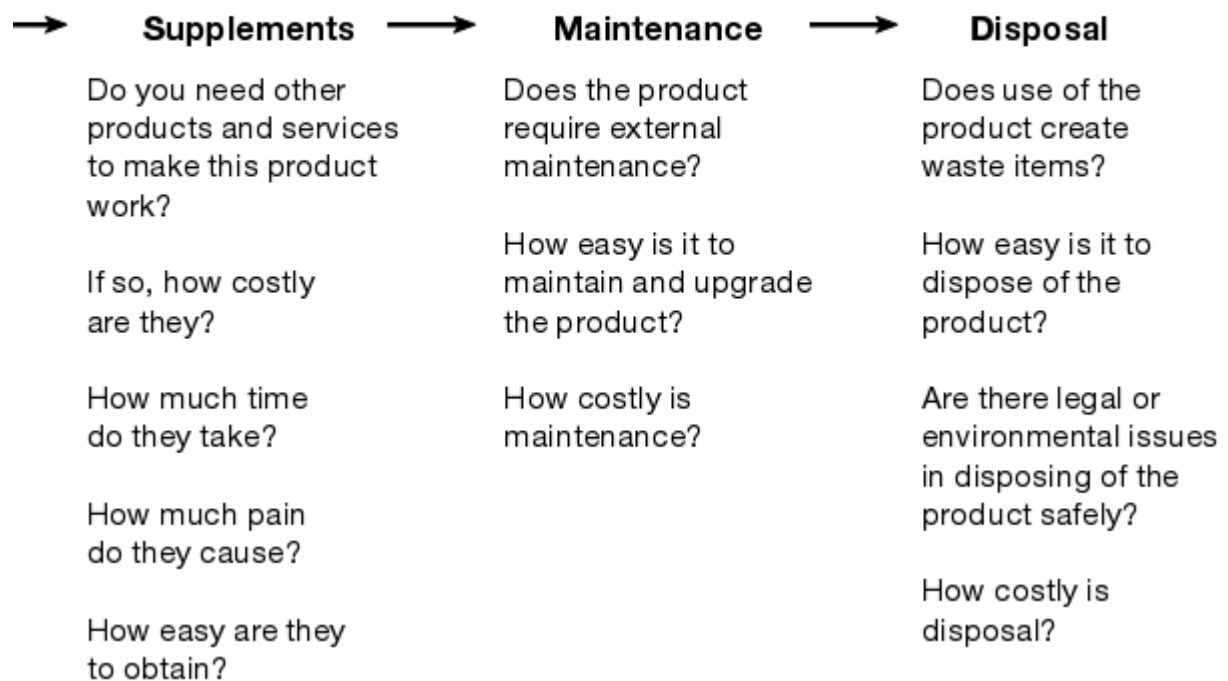 Supplements
Maintenance
Disposal
Do you need other
products and services
to make this product
work?
If so, how costly
are they?
How much time
do they take?
How much pain
do they cause?
How easy are they
to obtain?
Does the product
require external
maintenance?
How easy is it to
maintain and upgrade
the product?
How costly is
maintenance?
Does use of the
product create
waste items?
How easy is it to
dispose of the
product?
Are there legal or
environmental issues
in disposing of the
product safely?
How costly is
disposal?